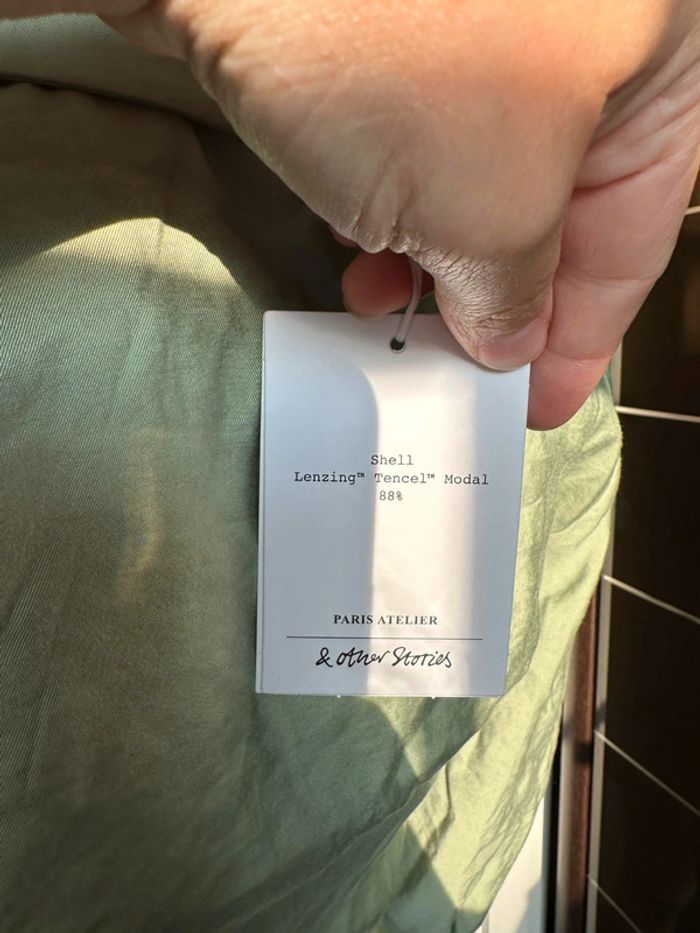 Shell
Lenzing™ Tencel™ Modal
88%
PARIS ATELIER
& other Stories